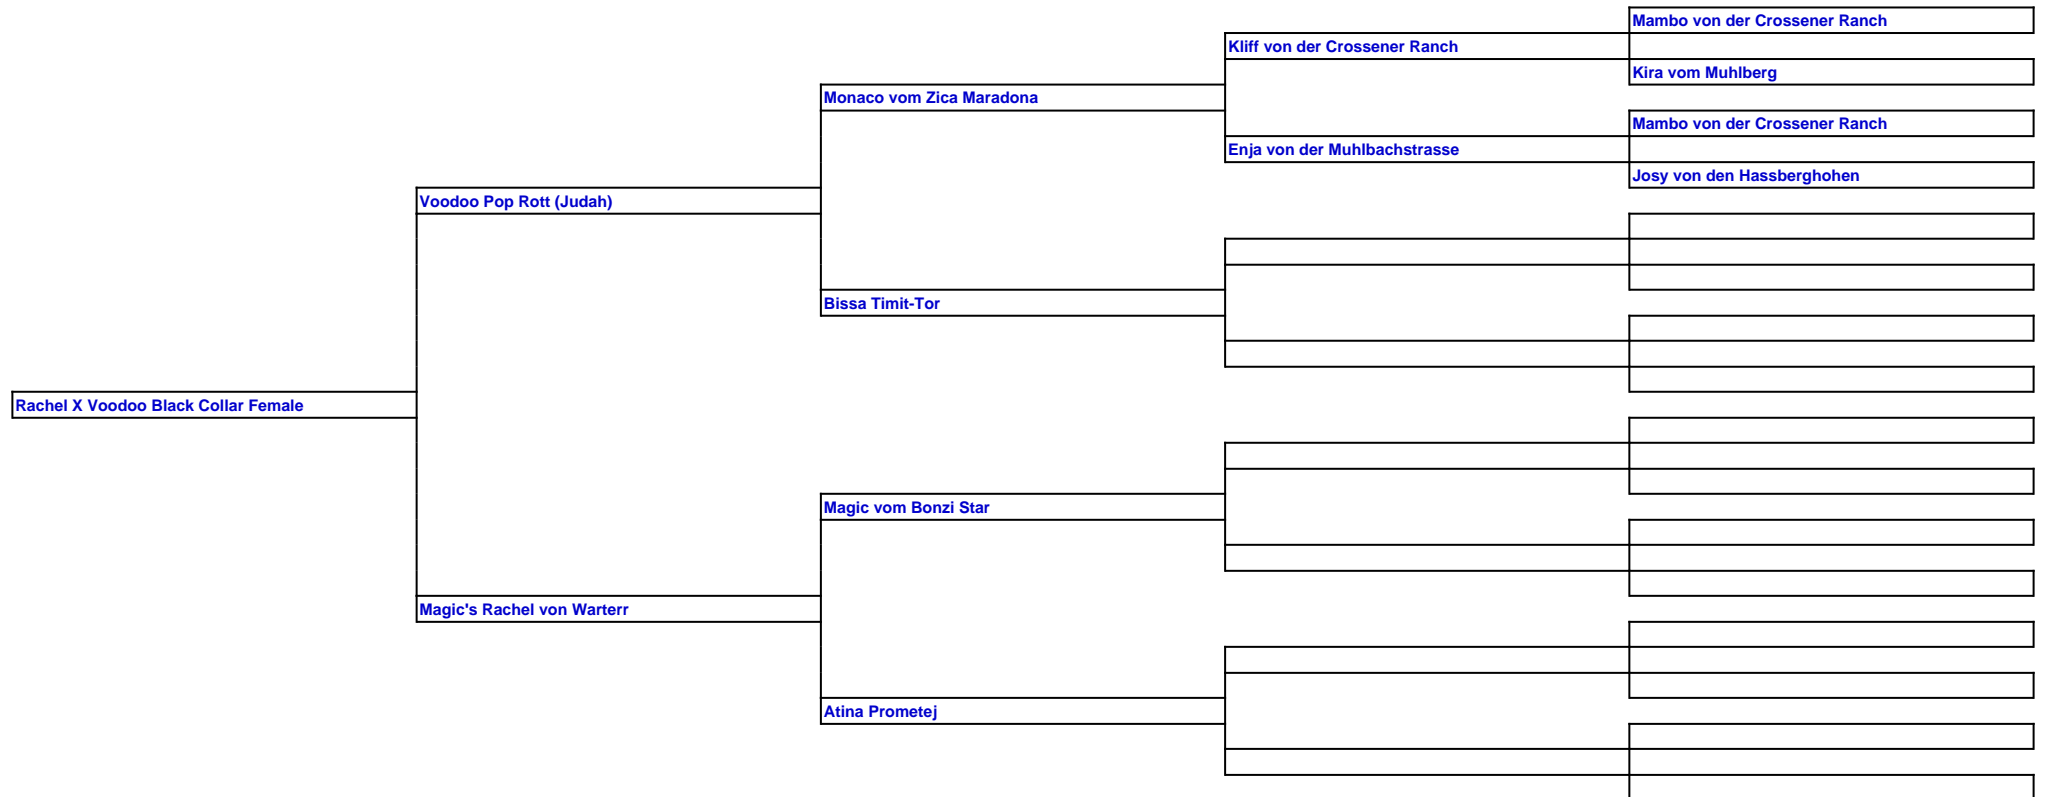 Mambo von der Crossener Ranch
Kliff von der Crossener Ranch
Kira vom Muhlberg
Monaco vom Zica Maradona
Mambo von der Crossener Ranch
Enja von der Muhlbachstrasse
Josy von den Hassberghohen
Voodoo Pop Rott (Judah)
Bissa Timit-Tor
Rachel X Voodoo Black Collar Female
Magic vom Bonzi Star
Magic's Rachel von Warterr
Atina Prometej